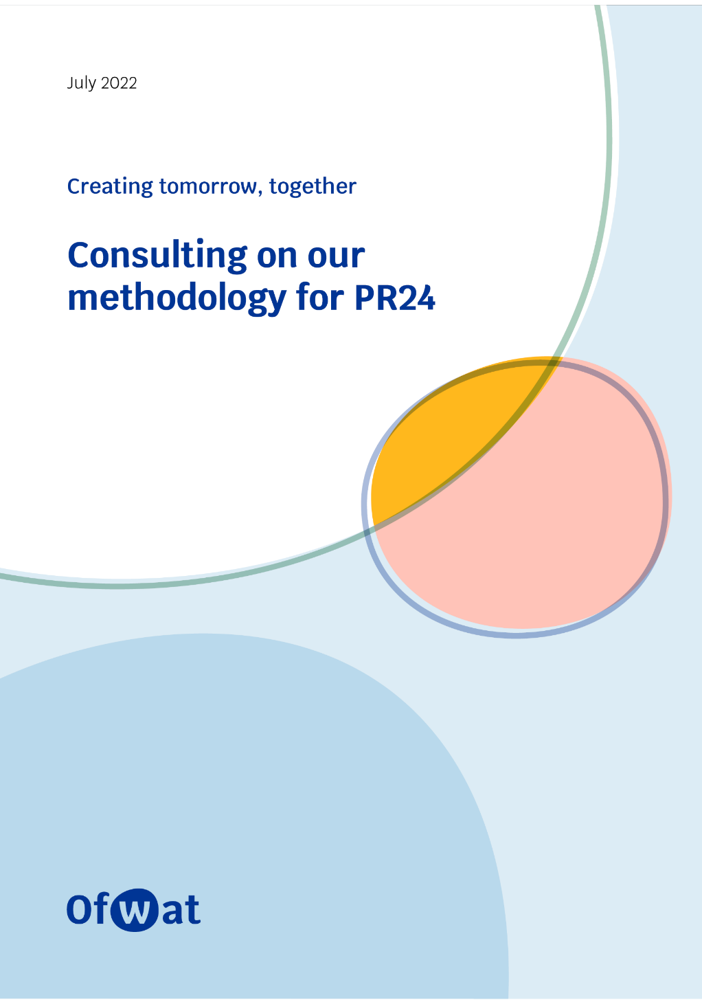 July 2022
Creating tomorrow, together
Consulting on our
methodology for PR24
Ofwat